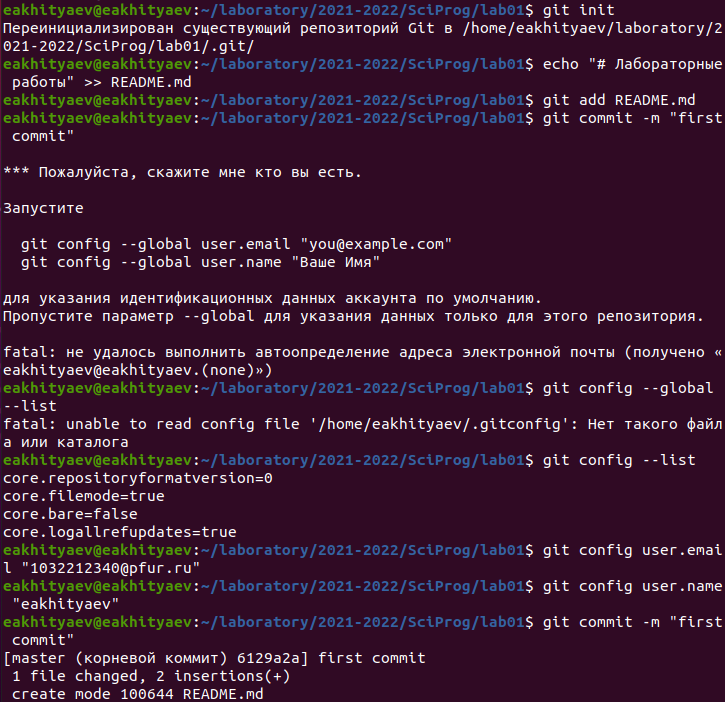 eakhityaev@eakhityaev:~/laboratory/2021-2022/SciProg/lab01$ git init
Переинициализирован существующий репозиторий Git в /home/eakhityaev/laboratory/2
021-2022/SciProg/lab01/.git/
eakhityaev@eakhityaev:~/laboratory/2021-2022/SciProg/lab01$ echo "# Лабораторные
 работы" >> README.md
eakhityaev@eakhityaev:~/laboratory/2021-2022/SciProg/lab01$ git add README.md
eakhityaev@eakhityaev:~/laboratory/2021-2022/SciProg/lab01$ git commit -m "first
 commit"

*** Пожалуйста, скажите мне кто вы есть.

Запустите

  git config --global user.email "you@example.com"
  git config --global user.name "Ваше Имя"

для указания идентификационных данных аккаунта по умолчанию.
Пропустите параметр --global для указания данных только для этого репозитория.

fatal: не удалось выполнить автоопределение адреса электронной почты (получено «
eakhityaev@eakhityaev.(none)»)
eakhityaev@eakhityaev:~/laboratory/2021-2022/SciProg/lab01$ git config --global
--list
fatal: unable to read config file '/home/eakhityaev/.gitconfig': Нет такого файл
а или каталога
eakhityaev@eakhityaev:~/laboratory/2021-2022/SciProg/lab01$ git config --list
core.repositoryformatversion=0
core.filemode=true
core.bare=false
core.logallrefupdates=true
eakhityaev@eakhityaev:~/laboratory/2021-2022/SciProg/lab01$ git config user.emai
l "1032212340@pfur.ru"
eakhityaev@eakhityaev:~/laboratory/2021-2022/SciProg/lab01$ git config user.name
 "eakhityaev"
eakhityaev@eakhityaev:~/laboratory/2021-2022/SciProg/lab01$ git commit -m "first
 commit"
[master (корневой коммит) 6129a2a] first commit
 1 file changed, 2 insertions(+)
 create mode 100644 README.md